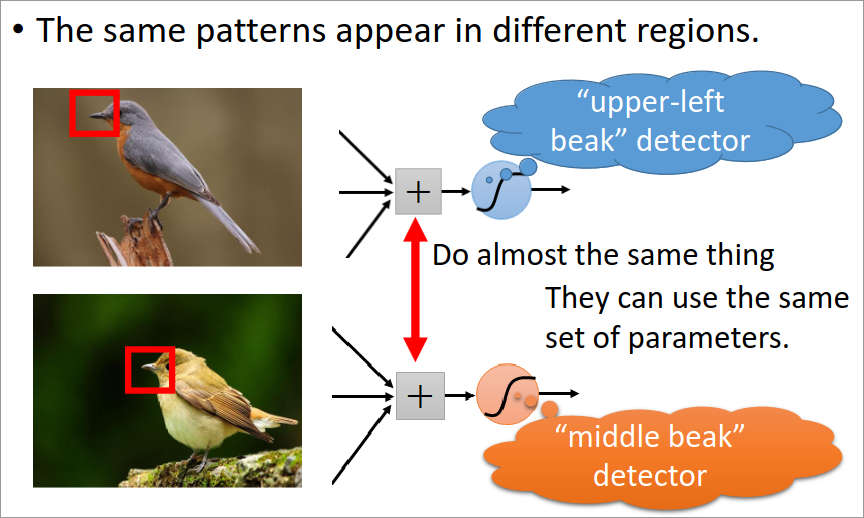 • The same patterns appear in different regions.
“upper-left
beak” detector
+
Do almost the same thing
They can use the same
set of parameters.
+
“middle beak”
detector